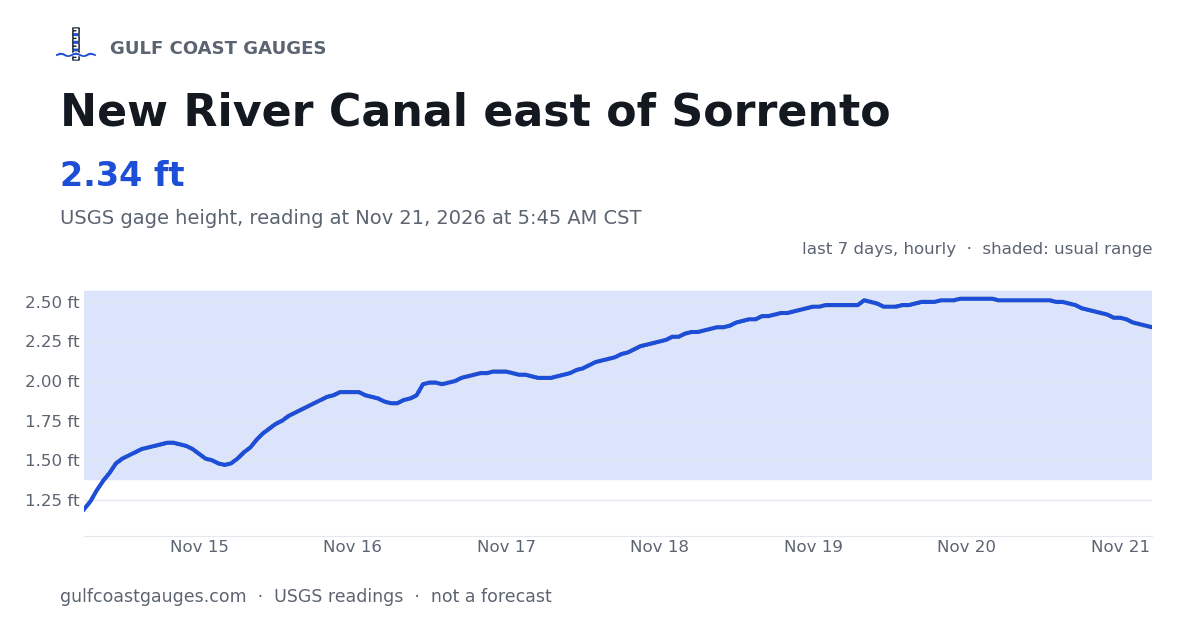 GULF COAST GAUGES
New River Canal east of Sorrento
2.34 ft
USGS gage height, reading at Nov 21, 2026 at 5:45 AM CST
last 7 days, hourly · shaded: usual range
2.50 ft
2.25 ft
2.00 ft
1.75 ft
1.50 ft
1.25 ft
Nov 15 Nov 16 Nov 17 Nov 18 Nov 19 Nov 20 Nov 21
gulfcoastgauges.com · USGS readings · not a forecast